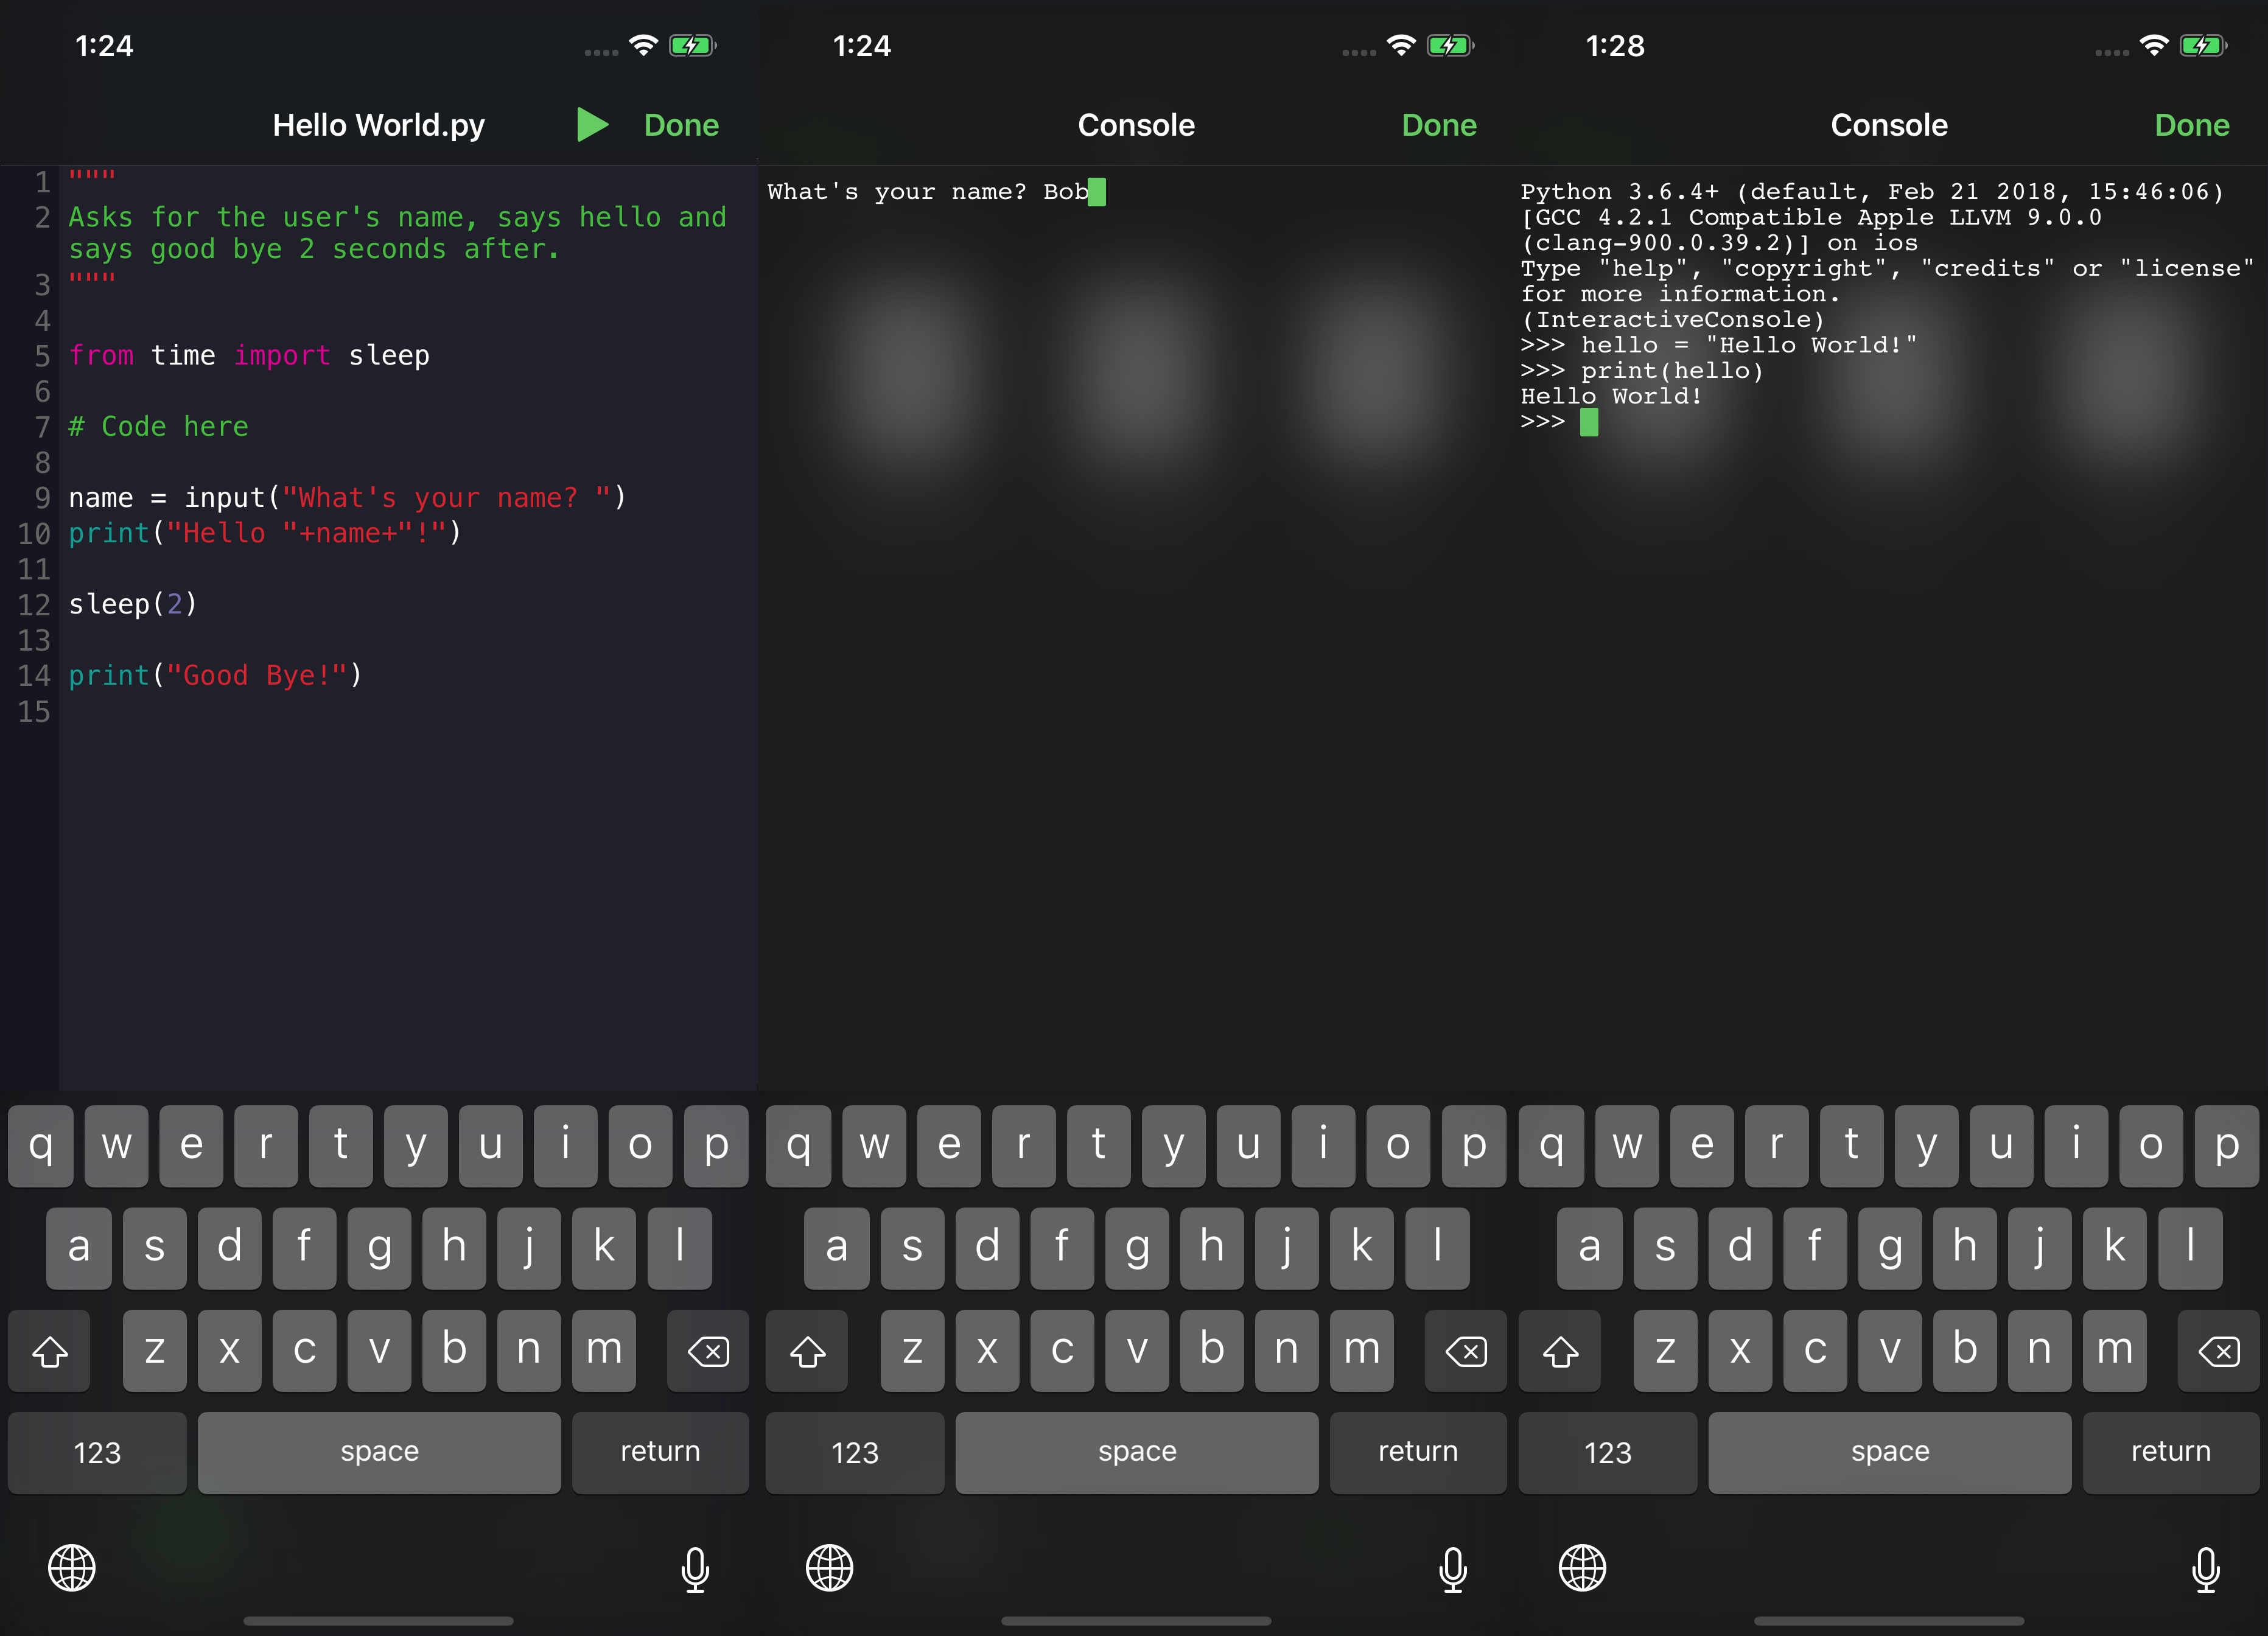 1:24
Hello World.py
Done
1 """
2 Asks for the user's name, says hello and
says good bye 2 seconds after.
3 """
4
5 from time import sleep
6
7 # Code here
8
9 name = input("What's your name? ")
10 print("Hello "+name+"!")
11
12 sleep(2)
13
14 print("Good Bye!")
15
q w e r t y u i o p
a s d f g h j k l
z x c v b n m
123 space return
1:24
Console
Done
What's your name? Bob
q w e r t y u i o p
a s d f g h j k l
z x c v b n m
123 space return
1:28
Console
Done
Python 3.6.4+ (default, Feb 21 2018, 15:46:06)
[GCC 4.2.1 Compatible Apple LLVM 9.0.0
(clang-900.0.39.2)] on ios
Type "help", "copyright", "credits" or "license"
for more information.
(InteractiveConsole)
>>> hello = "Hello World!"
>>> print(hello)
Hello World!
>>>
q w e r t y u i o p
a s d f g h j k l
z x c v b n m
123 space return